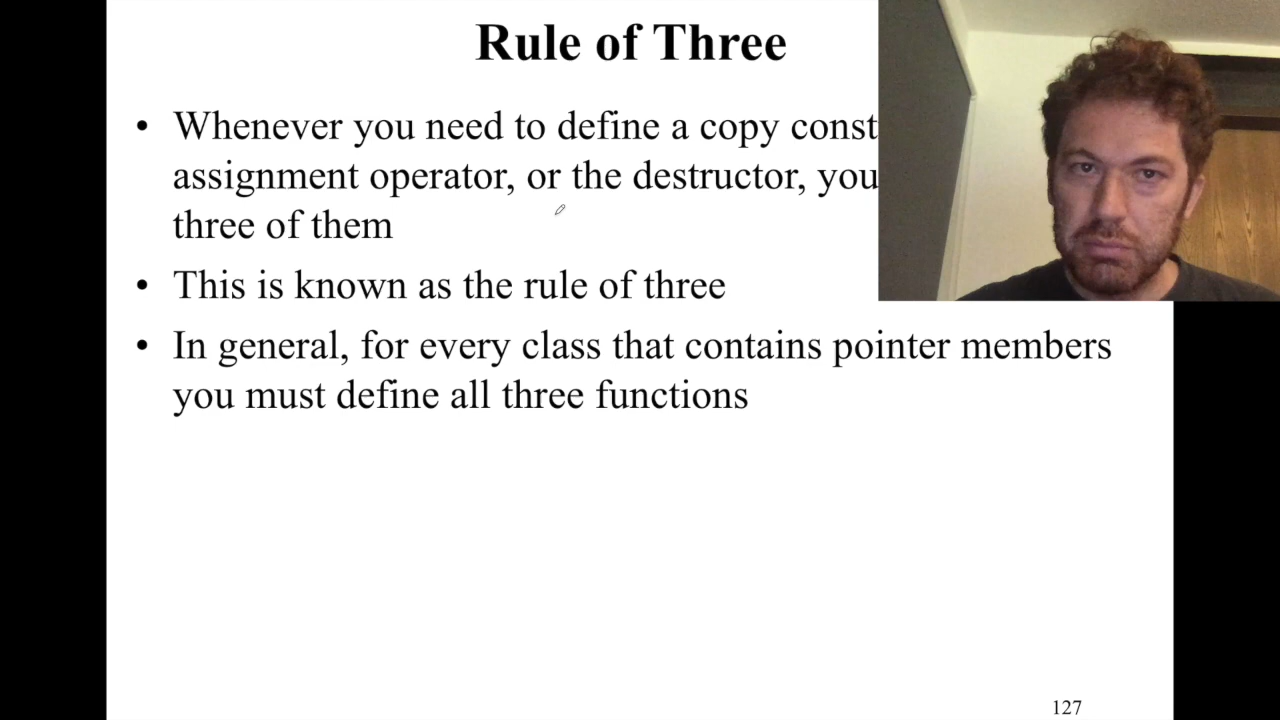 Rule of Three
• Whenever you need to define a copy const
assignment operator, or the destructor, you
three of them
• This is known as the rule of three
• In general, for every class that contains pointer members
you must define all three functions
127